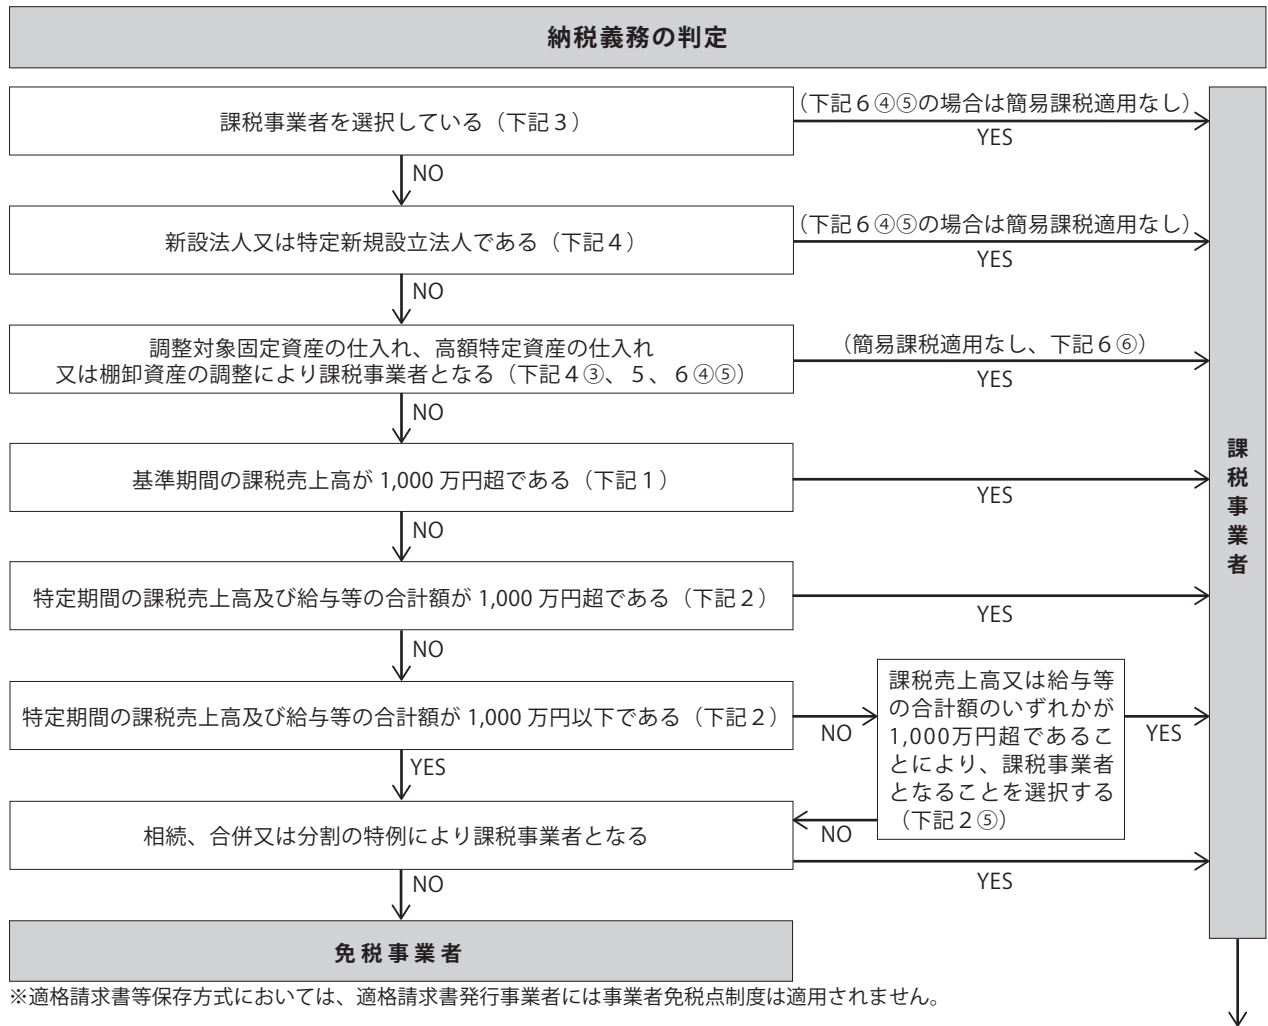 納税義務の判定
課税事業者を選択している（下記３）
（下記６④⑤の場合は簡易課税適用なし）
YES
NO
新設法人又は特定新規設立法人である（下記４）
（下記６④⑤の場合は簡易課税適用なし）
YES
NO
調整対象固定資産の仕入れ、高額特定資産の仕入れ
又は棚卸資産の調整により課税事業者となる（下記４③、５、６④⑤）
（簡易課税適用なし、下記６⑥）
YES
NO
基準期間の課税売上高が 1,000 万円超である（下記１）
YES
NO
特定期間の課税売上高及び給与等の合計額が 1,000 万円超である（下記２）
YES
NO
特定期間の課税売上高及び給与等の合計額が 1,000 万円以下である（下記２）
NO
課税売上高又は給与等
の合計額のいずれかが
1,000万円超であるこ
とにより、課税事業者
となることを選択する
（下記２⑤）
YES
NO
YES
相続、合併又は分割の特例により課税事業者となる
YES
NO
免税事業者
課税事業者
※適格請求書等保存方式においては、適格請求書発行事業者には事業者免税点制度は適用されません。